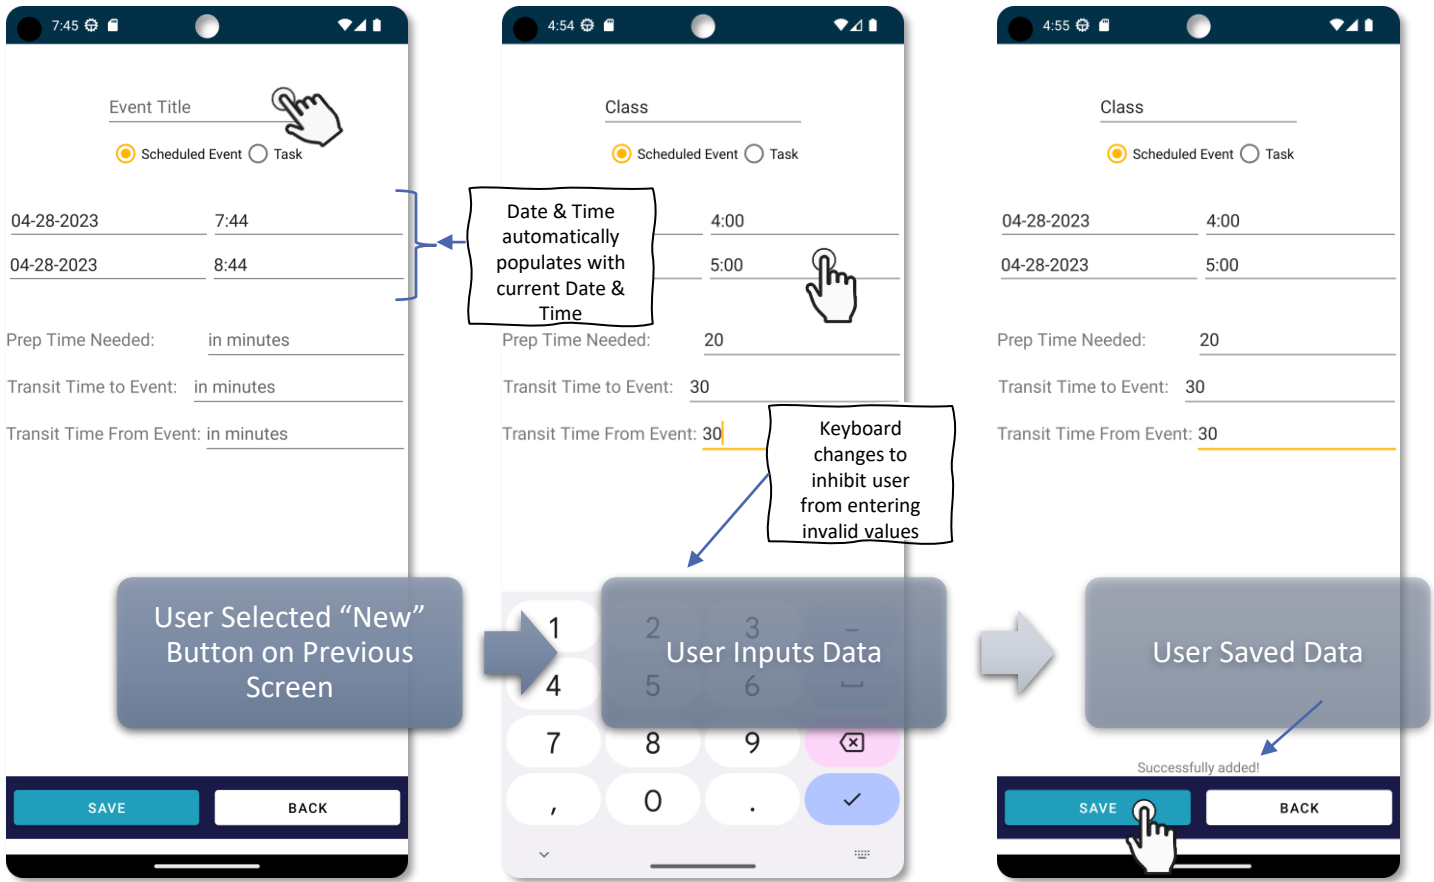 7:45
Event Title
Scheduled Event
Task
04-28-2023
7:44
04-28-2023
8:44
Prep Time Needed:
in minutes
Transit Time to Event:
in minutes
Transit Time From Event:
in minutes
User Selected “New”
Button on Previous
Screen
SAVE
BACK
Date & Time
automatically
populates with
current Date &
Time
4:54
Class
Scheduled Event
Task
4:00
5:00
Prep Time Needed:
20
Transit Time to Event:
30
Transit Time From Event:
30
Keyboard
changes to
inhibit user
from entering
invalid values
User Inputs Data
1
2
3
–
4
5
6
7
8
9
,
0
.
4:55
Class
Scheduled Event
Task
04-28-2023
4:00
04-28-2023
5:00
Prep Time Needed:
20
Transit Time to Event:
30
Transit Time From Event:
30
User Saved Data
Successfully added!
SAVE
BACK